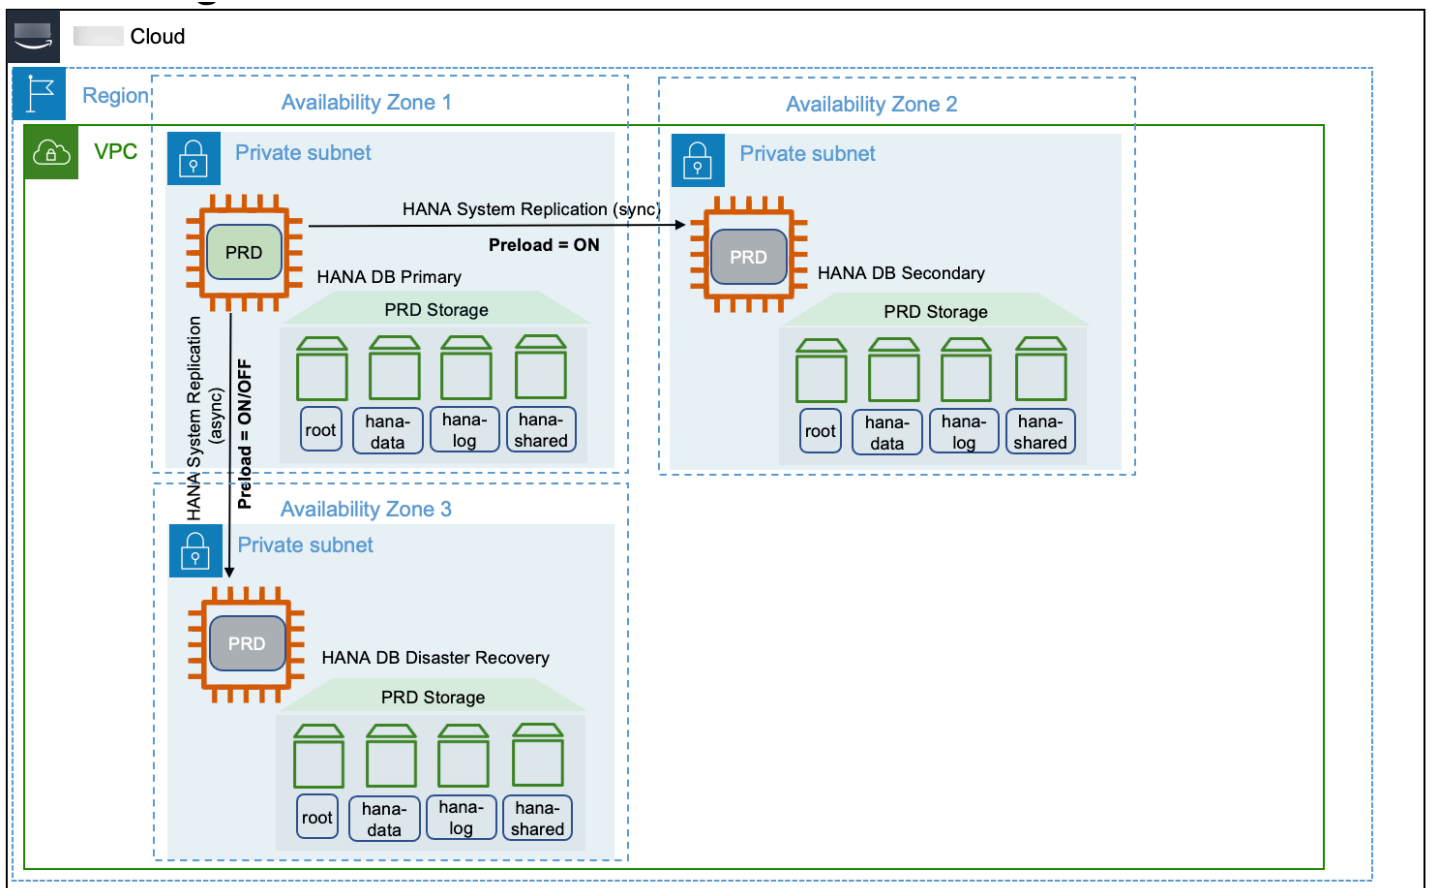 Cloud
Region
Availability Zone 1
Availability Zone 2
VPC
Private subnet
Private subnet
HANA System Replication (sync)
Preload = ON
PRD
PRD
HANA DB Primary
HANA DB Secondary
PRD Storage
PRD Storage
HANA System Replication
(async)
Preload = ON/OFF
root
hana-
data
hana-
log
hana-
shared
root
hana-
data
hana-
log
hana-
shared
Availability Zone 3
Private subnet
PRD
HANA DB Disaster Recovery
PRD Storage
root
hana-
data
hana-
log
hana-
shared